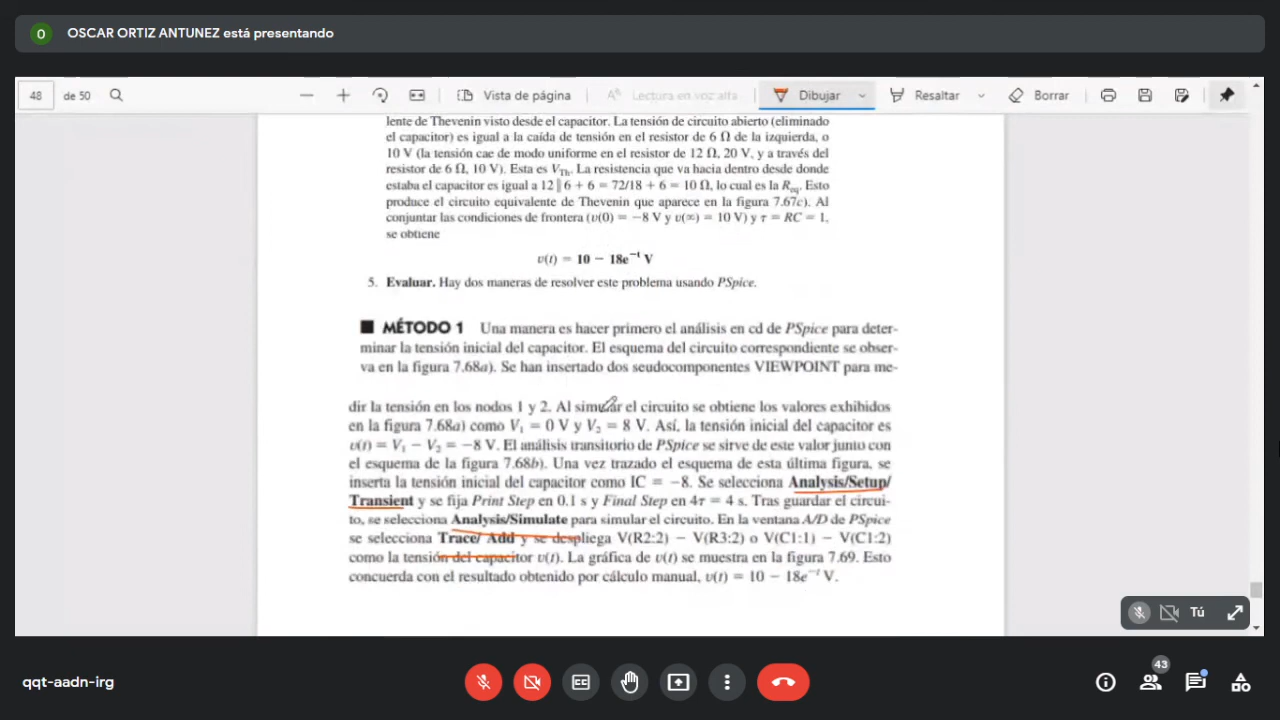 O OSCAR ORTIZ ANTUNEZ está presentando
48 de 50 Vista de página Lectura en voz alta Dibujar Resaltar Borrar
lente de Thevenin visto desde el capacitor. La tensión de circuito abierto (eliminado
el capacitor) es igual a la caída de tensión en el resistor de 6 Ω de la izquierda, o
10 V (la tensión cae de modo uniforme en el resistor de 12 Ω, 20 V, y a través del
resistor de 6 Ω, 10 V). Esta es V_Th. La resistencia que va hacia dentro desde donde
estaba el capacitor es igual a 12 ‖ 6 + 6 = 72/18 + 6 = 10 Ω, lo cual es la R_eq. Esto
produce el circuito equivalente de Thevenin que aparece en la figura 7.67c). Al
conjuntar las condiciones de frontera (v(0) = −8 V y v(∞) = 10 V) y τ = RC = 1,
se obtiene
v(t) = 10 − 18e^−t V
5. Evaluar. Hay dos maneras de resolver este problema usando PSpice.
■ MÉTODO 1 Una manera es hacer primero el análisis en cd de PSpice para deter-
minar la tensión inicial del capacitor. El esquema del circuito correspondiente se obser-
va en la figura 7.68a). Se han insertado dos seudocomponentes VIEWPOINT para me-
dir la tensión en los nodos 1 y 2. Al simular el circuito se obtiene los valores exhibidos
en la figura 7.68a) como V₁ = 0 V y V₂ = 8 V. Así, la tensión inicial del capacitor es
v(t) = V₁ − V₂ = −8 V. El análisis transitorio de PSpice se sirve de este valor junto con
el esquema de la figura 7.68b). Una vez trazado el esquema de esta última figura, se
inserta la tensión inicial del capacitor como IC = −8. Se selecciona Analysis/Setup/
Transient y se fija Print Step en 0.1 s y Final Step en 4τ = 4 s. Tras guardar el circui-
to, se selecciona Analysis/Simulate para simular el circuito. En la ventana A/D de PSpice
se selecciona Trace/ Add y se despliega V(R2:2) − V(R3:2) o V(C1:1) − V(C1:2)
como la tensión del capacitor v(t). La gráfica de v(t) se muestra en la figura 7.69. Esto
concuerda con el resultado obtenido por cálculo manual, v(t) = 10 − 18e^−t V.
Tú
qqt-aadn-irg
43